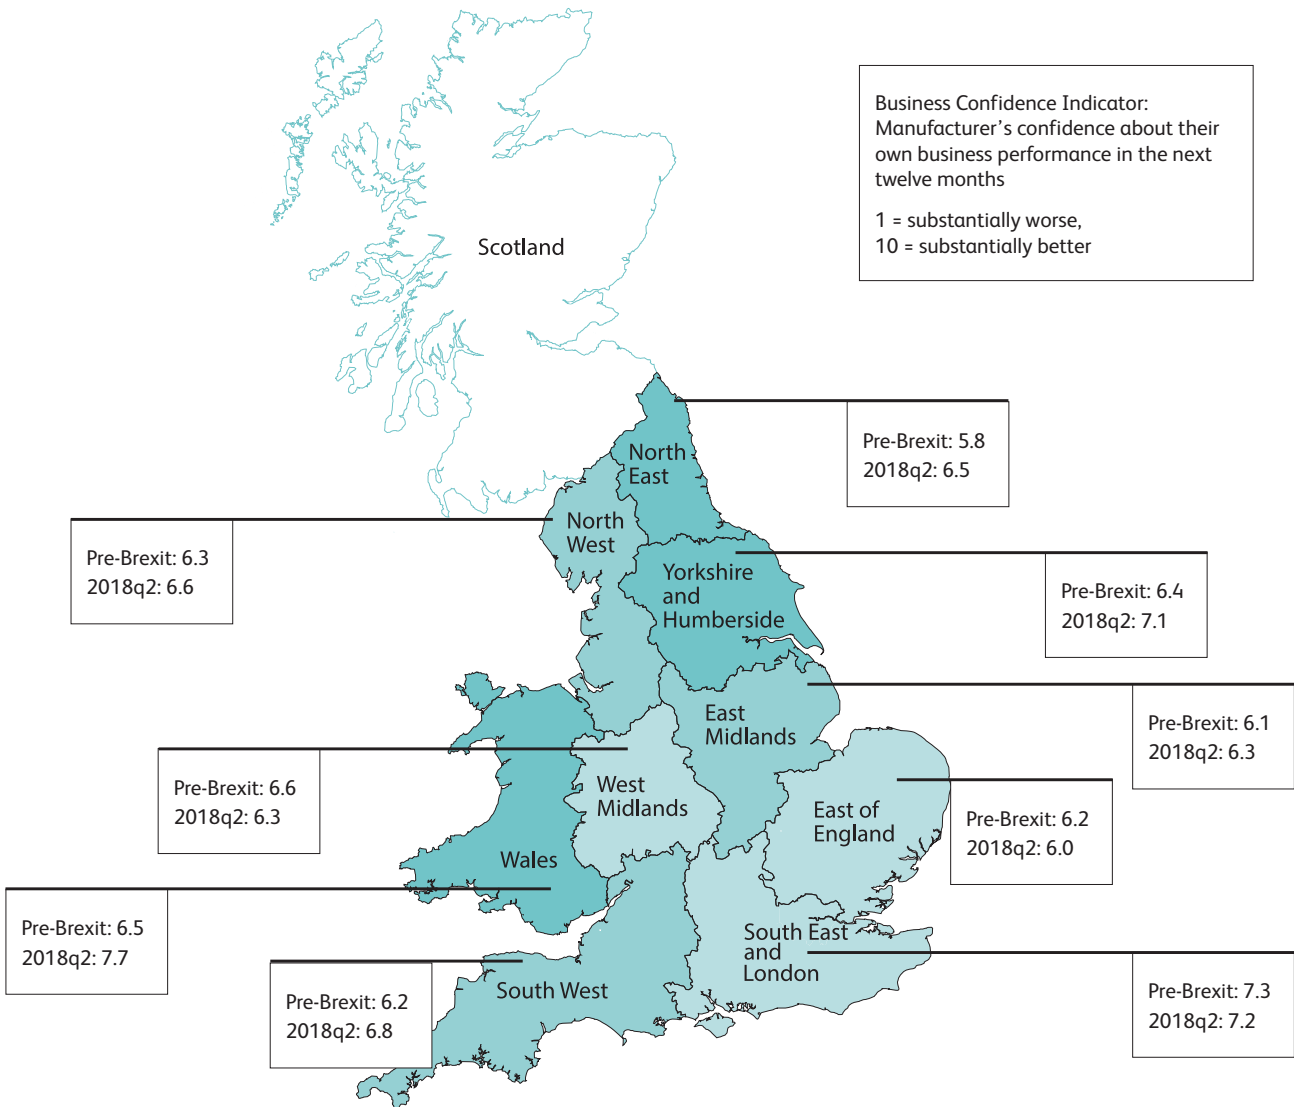 Business Confidence Indicator:
Manufacturer’s confidence about their
own business performance in the next
twelve months
1 = substantially worse,
10 = substantially better
Scotland
Pre-Brexit: 5.8
2018q2: 6.5
North
East
North
West
Pre-Brexit: 6.3
2018q2: 6.6
Yorkshire
and
Humberside
Pre-Brexit: 6.4
2018q2: 7.1
East
Midlands
Pre-Brexit: 6.1
2018q2: 6.3
Pre-Brexit: 6.6
2018q2: 6.3
West
Midlands
East of
England
Pre-Brexit: 6.2
2018q2: 6.0
Wales
Pre-Brexit: 6.5
2018q2: 7.7
South East
and
London
Pre-Brexit: 7.3
2018q2: 7.2
South West
Pre-Brexit: 6.2
2018q2: 6.8